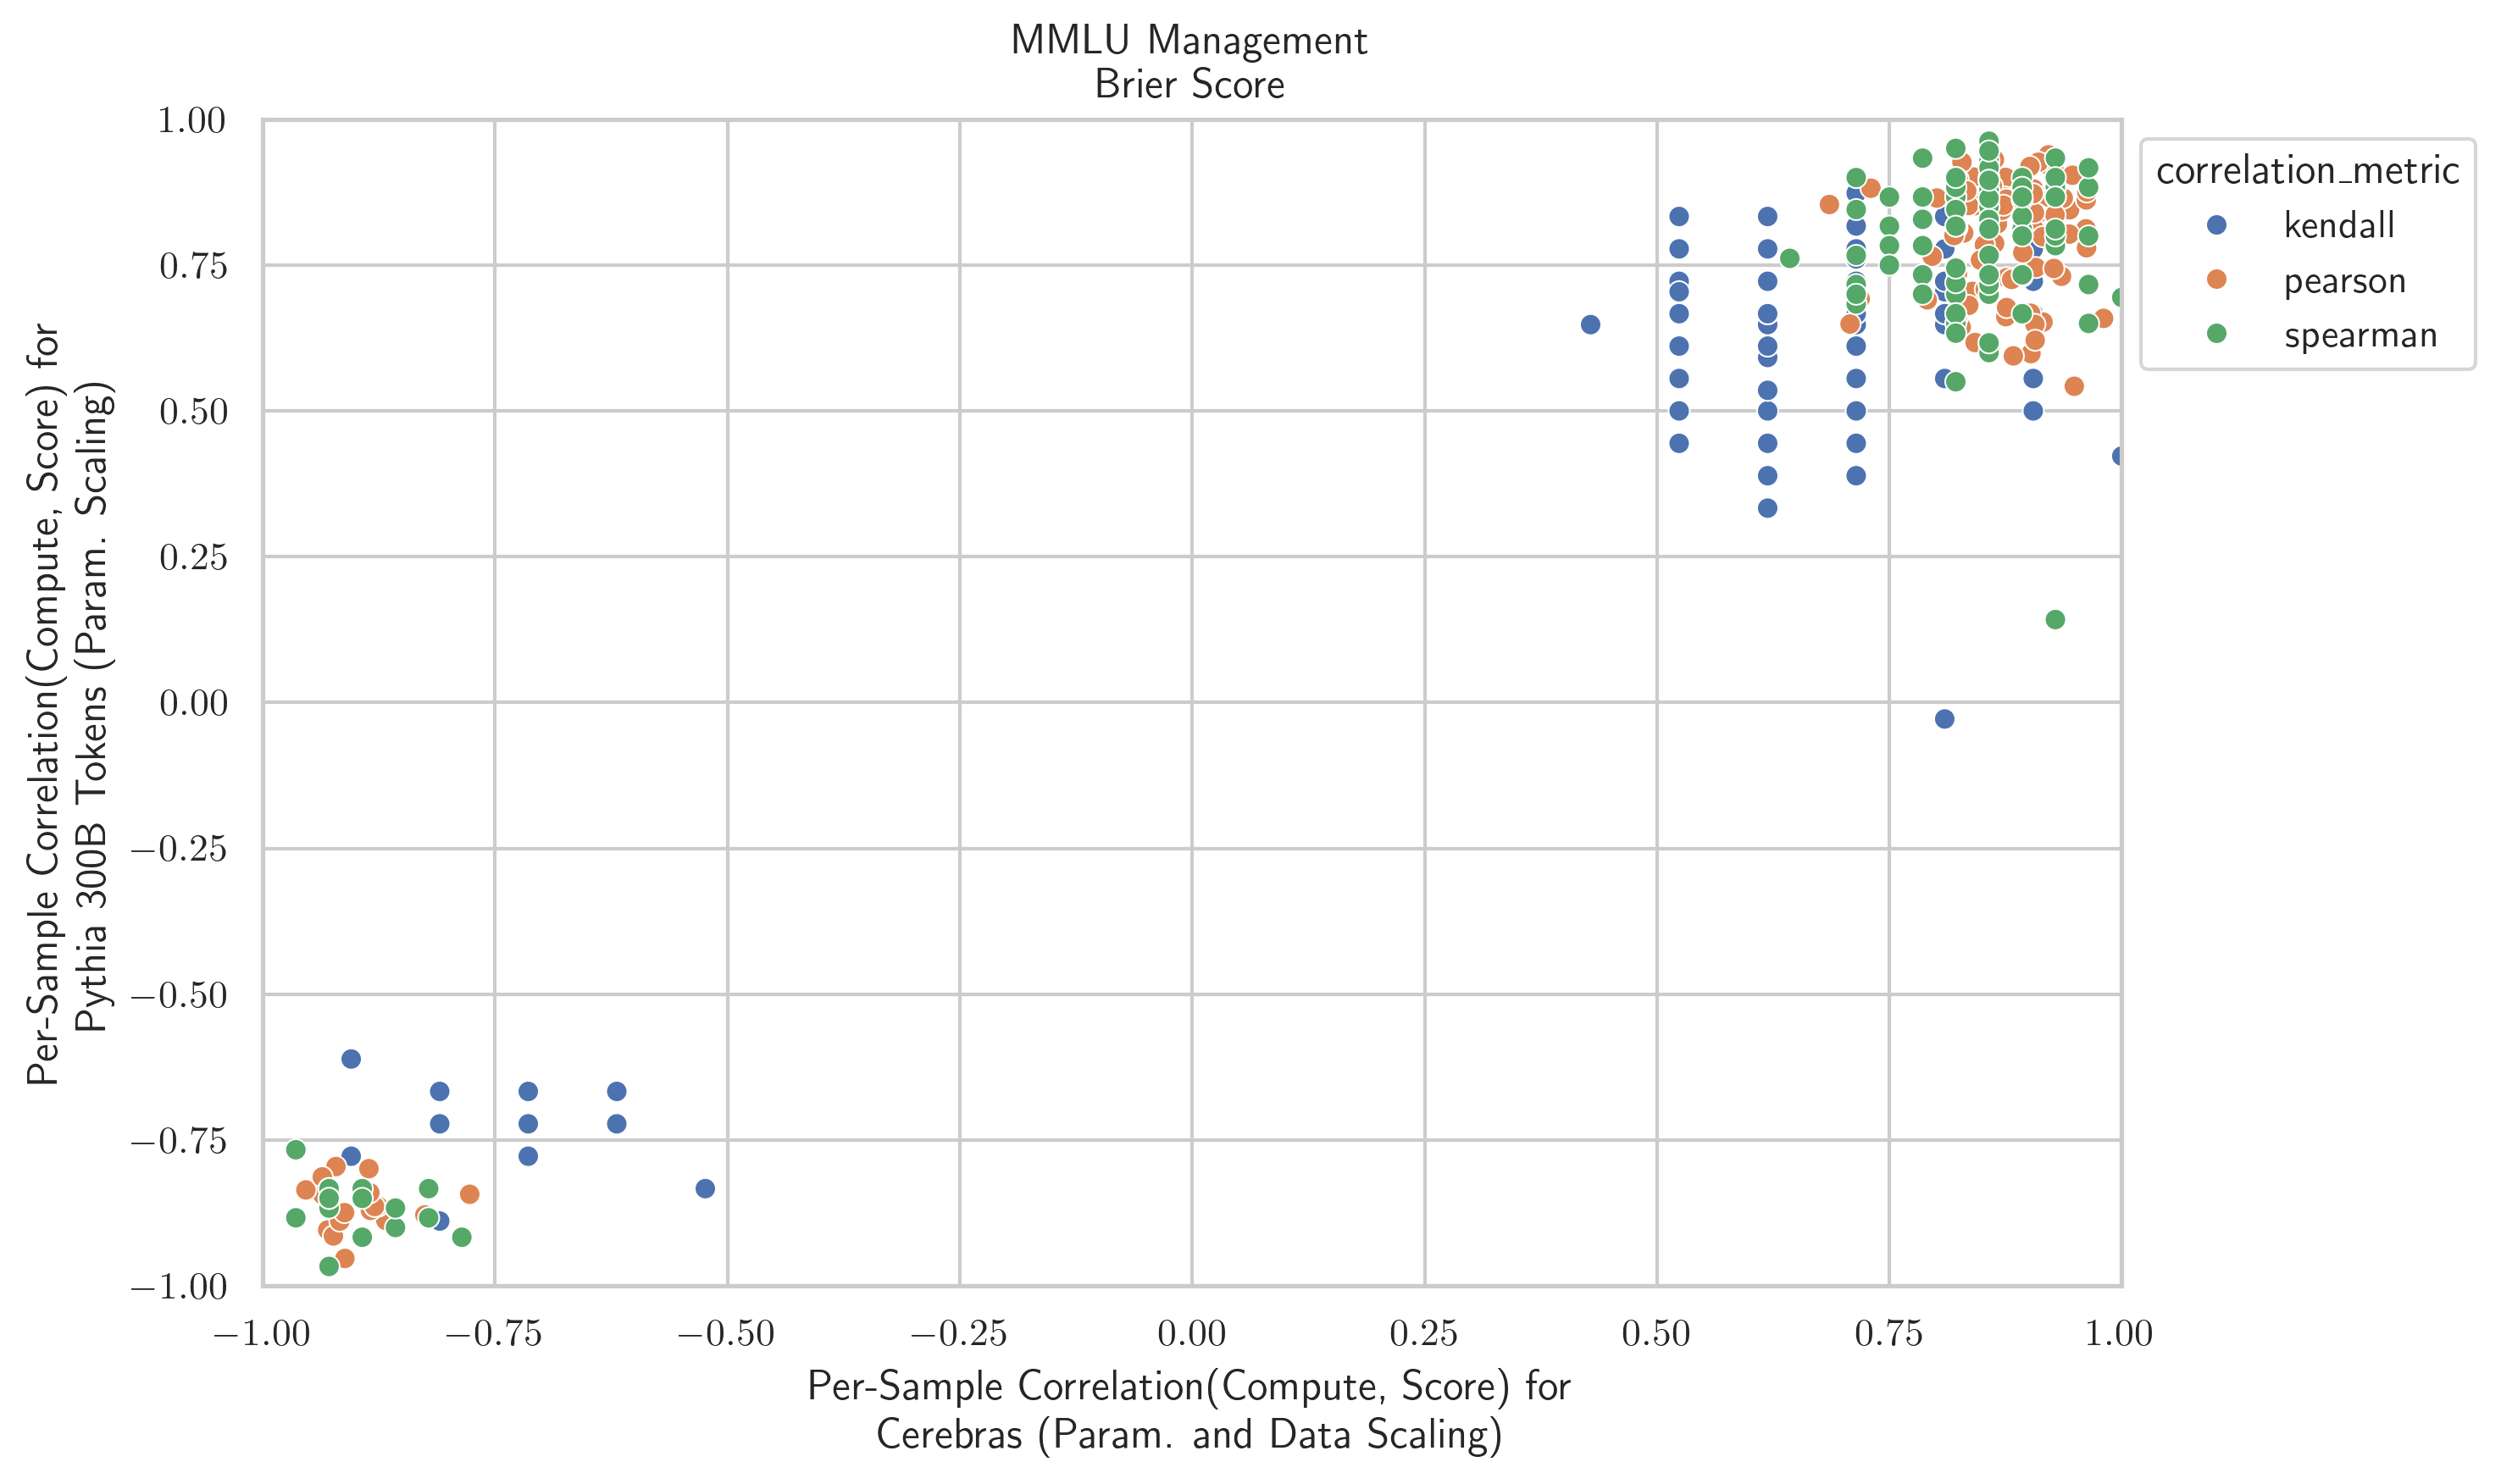 MMLU Management
Brier Score
Per-Sample Correlation(Compute, Score) for
Pythia 300B Tokens (Param. Scaling)
1.00
0.75
0.50
0.25
0.00
−0.25
−0.50
−0.75
−1.00
−1.00 −0.75 −0.50 −0.25 0.00 0.25 0.50 0.75 1.00
Per-Sample Correlation(Compute, Score) for
Cerebras (Param. and Data Scaling)
correlation_metric
kendall
pearson
spearman